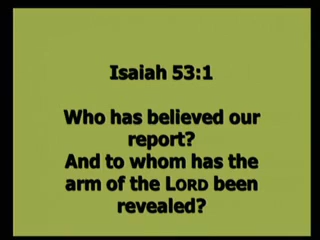 Isaiah 53:1
Who has believed our
report?
And to whom has the
arm of the LORD been
revealed?